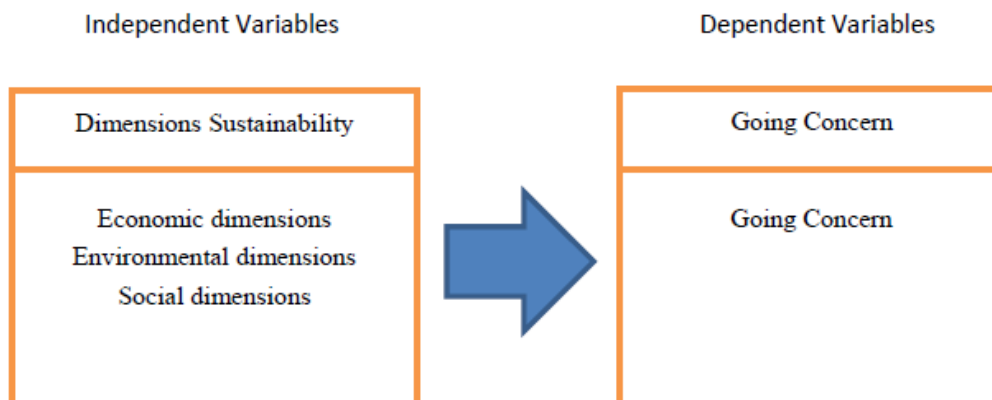 Independent Variables
Dependent Variables
Dimensions Sustainability
Going Concern
Economic dimensions
Environmental dimensions
Social dimensions
Going Concern